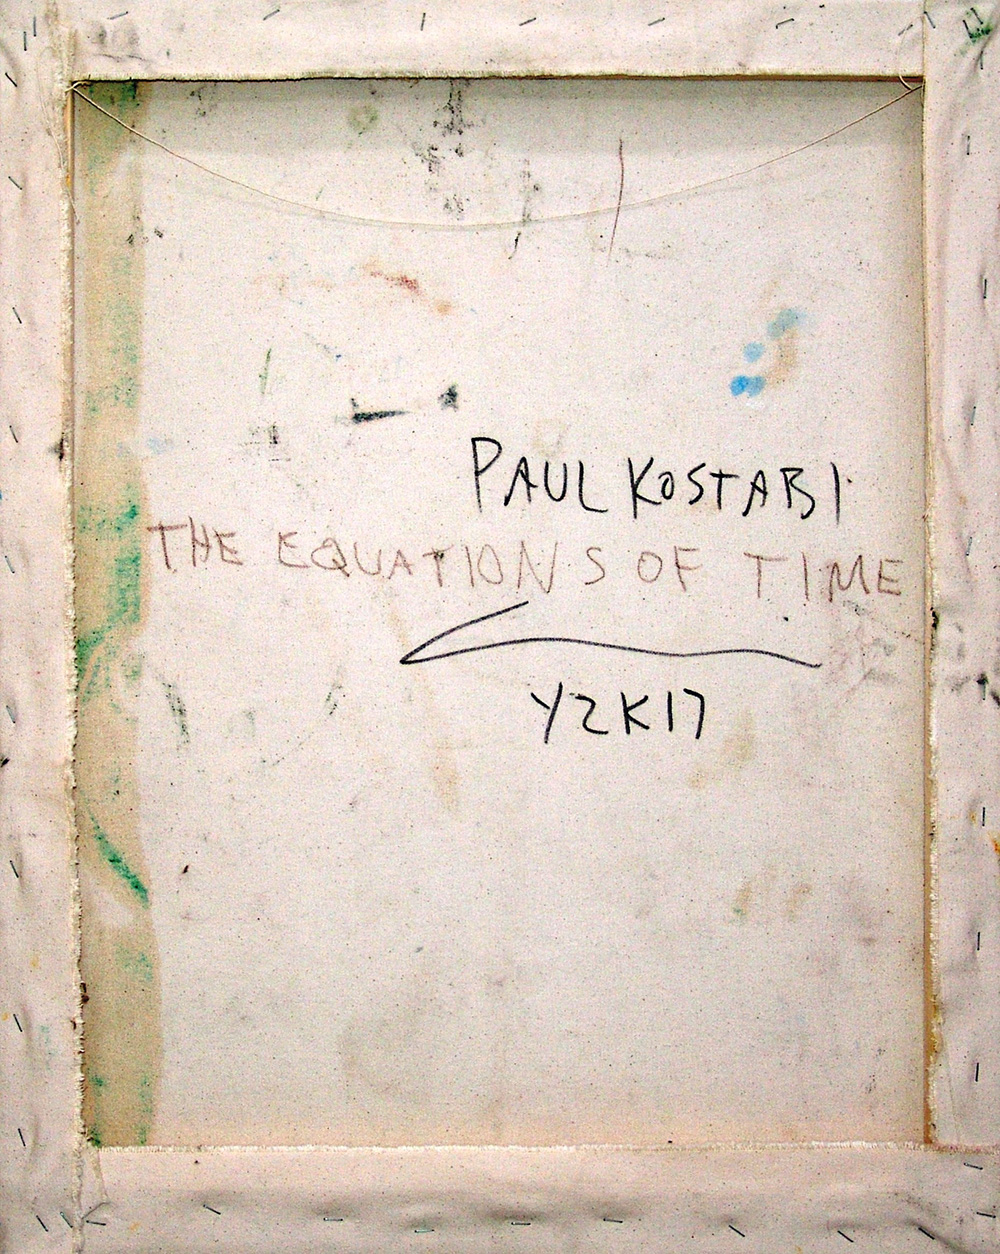 PAUL KOSTABI
THE EQUATIONS OF TIME
Y2K17